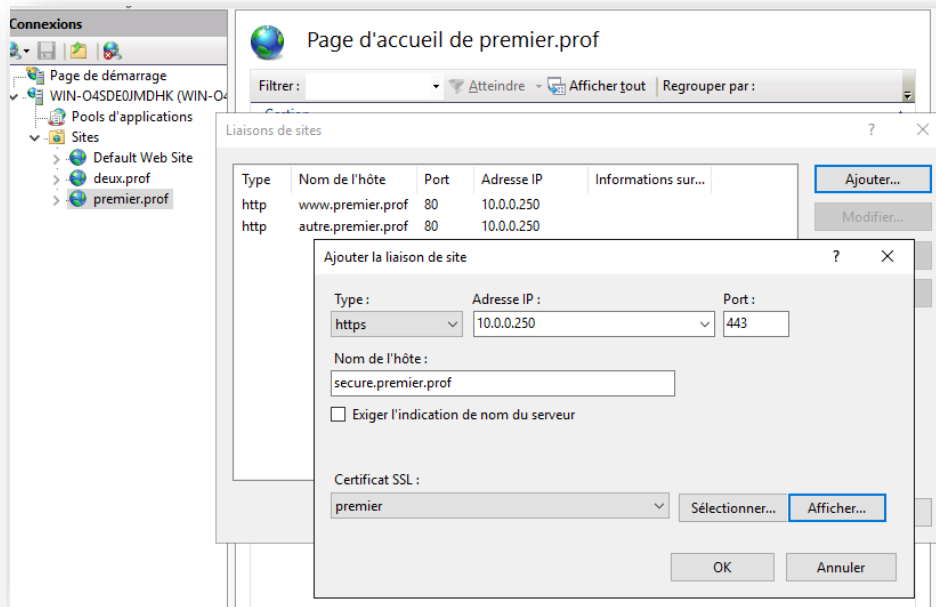 Connexions
Page de démarrage
WIN-O4SDE0JMDHK (WIN-O4
Pools d'applications
Sites
Default Web Site
deux.prof
premier.prof
Page d'accueil de premier.prof
Filtrer : Atteindre Afficher tout Regrouper par :
Liaisons de sites ?
Type Nom de l'hôte Port Adresse IP Informations sur...
http www.premier.prof 80 10.0.0.250
http autre.premier.prof 80 10.0.0.250
Ajouter...
Modifier...
Ajouter la liaison de site ?
Type : Adresse IP : Port :
https 10.0.0.250 443
Nom de l'hôte :
secure.premier.prof
Exiger l'indication de nom du serveur
Certificat SSL :
premier Sélectionner... Afficher...
OK Annuler